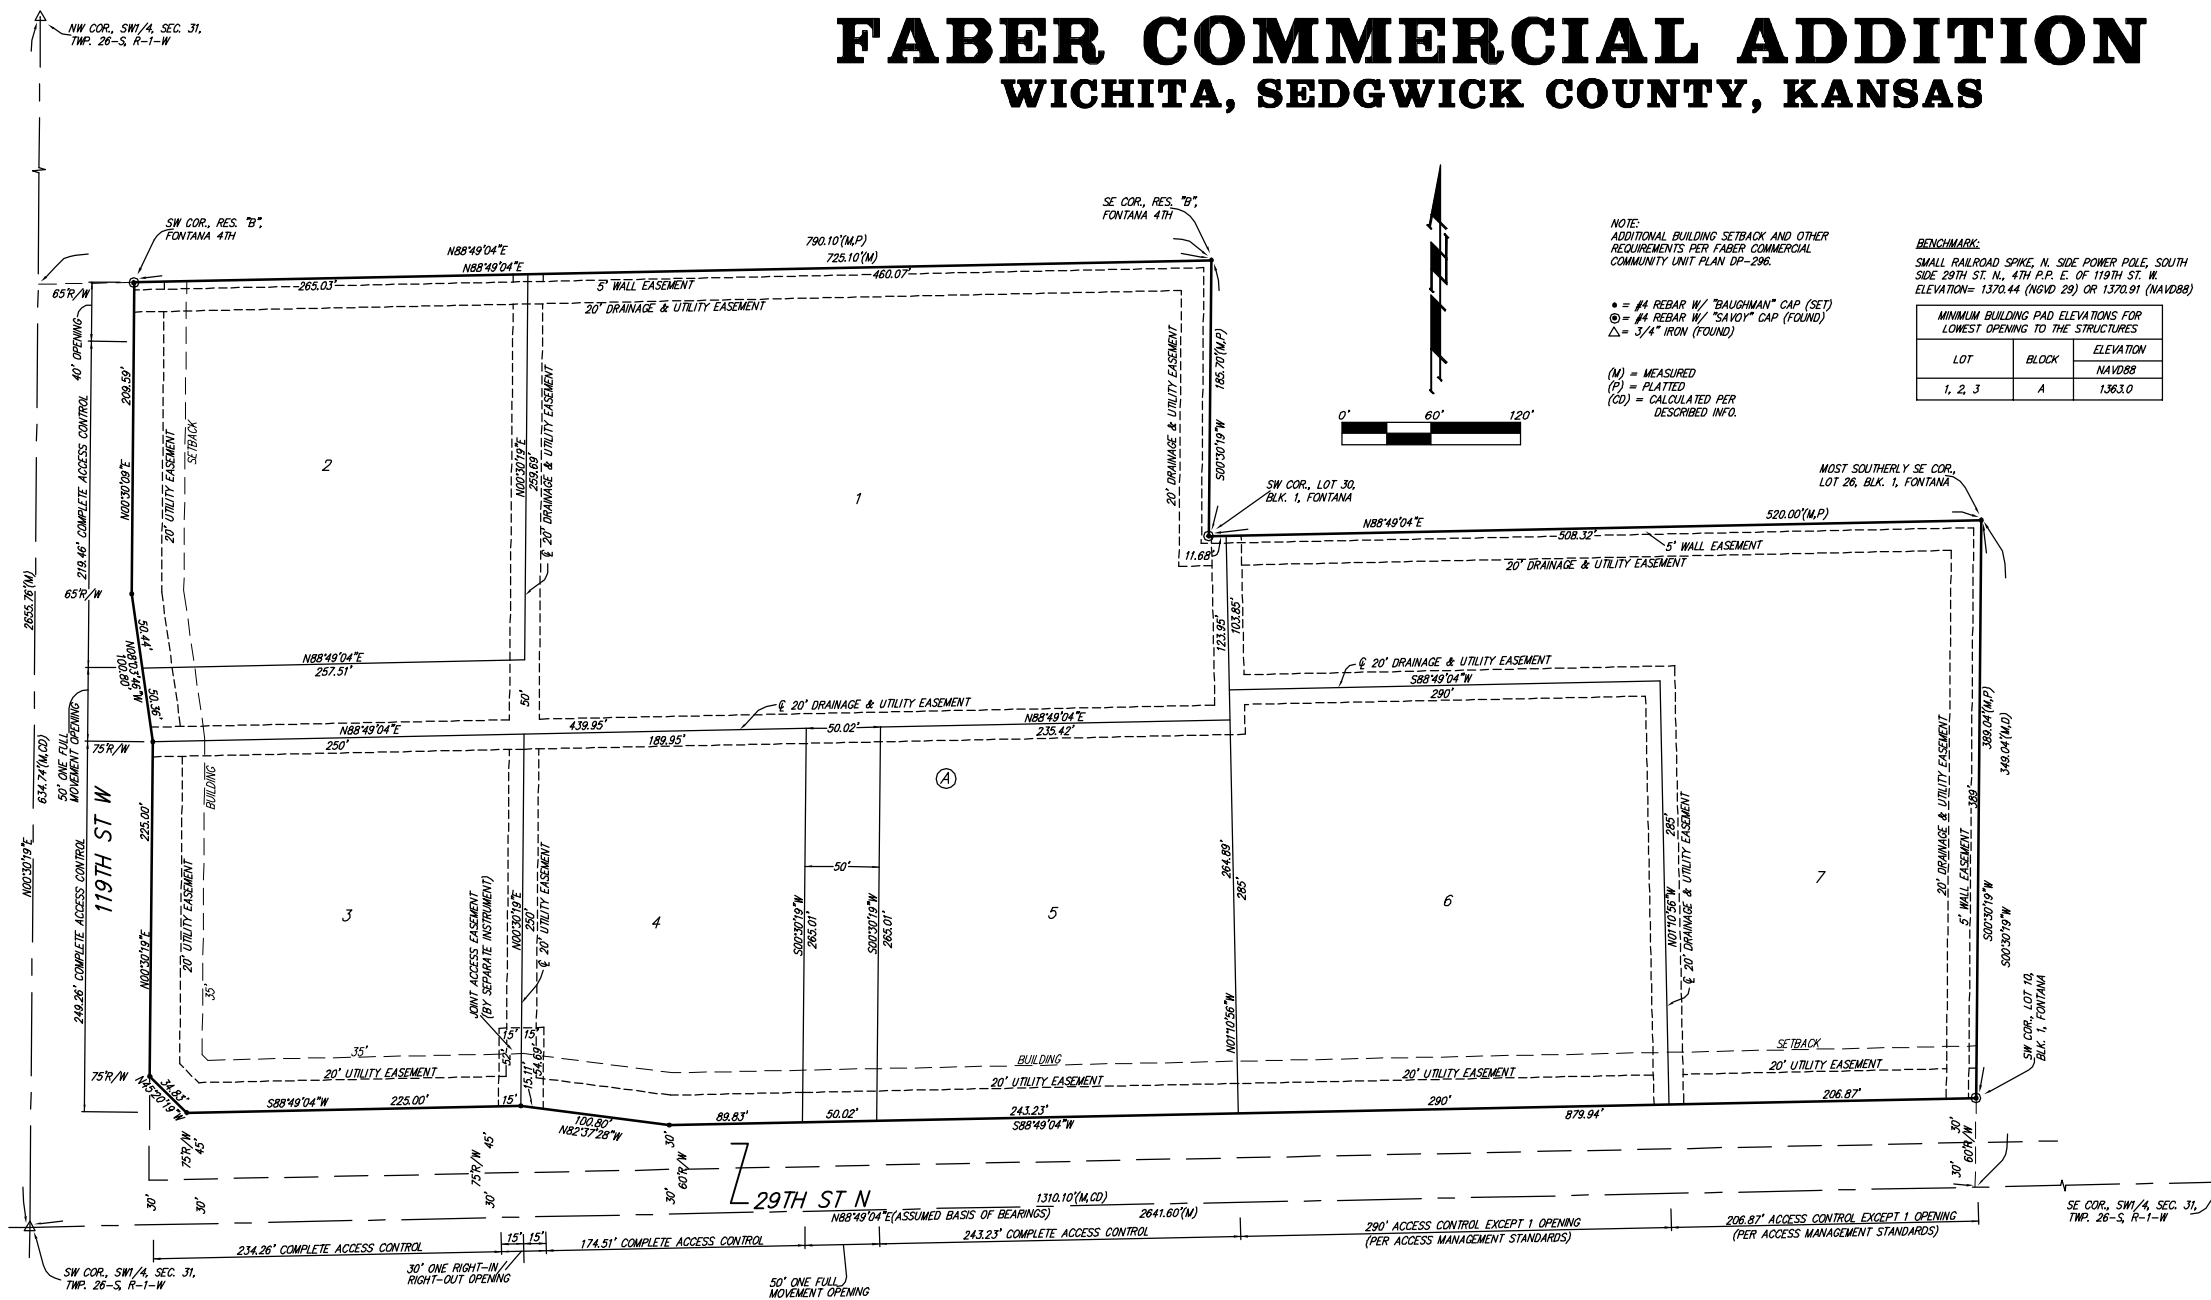 FABER COMMERCIAL ADDITION
WICHITA, SEDGWICK COUNTY, KANSAS
NW COR., SW1/4, SEC. 31,
TWP. 26-S, R-1-W
SW COR., RES. "B",
FONTANA 4TH
SE COR., RES. "B",
FONTANA 4TH
N88°49'04"E
790.10'(M,P)
N88°49'04"E
725.10'(M)
265.03'
460.07'
5' WALL EASEMENT
20' DRAINAGE & UTILITY EASEMENT
NOTE:
ADDITIONAL BUILDING SETBACK AND OTHER
REQUIREMENTS PER FABER COMMERCIAL
COMMUNITY UNIT PLAN DP-296.
• = #4 REBAR W/ "BAUGHMAN" CAP (SET)
⊙ = #4 REBAR W/ "SAVOY" CAP (FOUND)
△ = 3/4" IRON (FOUND)
(M) = MEASURED
(P) = PLATTED
(CD) = CALCULATED PER
DESCRIBED INFO.
BENCHMARK:
SMALL RAILROAD SPIKE, N. SIDE POWER POLE, SOUTH
SIDE 29TH ST. N., 4TH P.P. E. OF 119TH ST. W.
ELEVATION= 1370.44 (NGVD 29) OR 1370.91 (NAVD88)
MINIMUM BUILDING PAD ELEVATIONS FOR
LOWEST OPENING TO THE STRUCTURES
LOT BLOCK ELEVATION
NAVD88
1, 2, 3 A 1363.0
0' 60' 120'
65'R/W
40' OPENING
209.59'
219.46' COMPLETE ACCESS CONTROL
N00°30'09"E
20' UTILITY EASEMENT
SETBACK
2
N00°30'19"E
259.69'
℄ 20' DRAINAGE & UTILITY EASEMENT
1
20' DRAINAGE & UTILITY EASEMENT
185.70'(M,P)
S00°30'19"W
SW COR., LOT 30,
BLK. 1, FONTANA
MOST SOUTHERLY SE COR.,
LOT 26, BLK. 1, FONTANA
N88°49'04"E
520.00'(M,P)
508.32'
5' WALL EASEMENT
20' DRAINAGE & UTILITY EASEMENT
11.68'
123.95'
103.85'
2655.76'(M)
65'R/W
50.44'
N08°03'46"W
100.80'
50.36'
N88°49'04"E
257.51'
50'
℄ 20' DRAINAGE & UTILITY EASEMENT
N88°49'04"E
439.95'
50.02'
N88°49'04"E
235.42'
250'
189.95'
℄ 20' DRAINAGE & UTILITY EASEMENT
S88°49'04"W
290'
634.74'(M,CD)
50' ONE FULL
MOVEMENT OPENING
75'R/W
119TH ST W
225.00'
BUILDING
A
50'
N00°30'19"E
249.26' COMPLETE ACCESS CONTROL
N00°30'19"E
20' UTILITY EASEMENT
35'
3
JOINT ACCESS EASEMENT
(BY SEPARATE INSTRUMENT)
N00°30'19"E
250'
℄ 20' UTILITY EASEMENT
4
S00°30'19"W
265.01'
S00°30'19"W
265.01'
5
264.89'
285'
N01°10'56"W
6
N01°10'56"W
285'
℄ 20' DRAINAGE & UTILITY EASEMENT
7
20' DRAINAGE & UTILITY EASEMENT
5' WALL EASEMENT
389'
389.04'(M,P)
349.04'(M,D)
S00°30'19"W
S00°30'19"W
SW COR., LOT 10,
BLK. 1, FONTANA
15' 15'
52'
54.69'
15.11'
35'
BUILDING
SETBACK
20' UTILITY EASEMENT
20' UTILITY EASEMENT
20' UTILITY EASEMENT
20' UTILITY EASEMENT
75'R/W
34.83'
N45°20'19"W
S88°49'04"W
225.00'
15'
100.80'
N82°37'28"W
89.83'
50.02'
243.23'
S88°49'04"W
290'
879.94'
206.87'
75'R/W
45'
75'R/W
45'
30'
60'R/W
30'
60'R/W
30'
30'
30'
30'
30'
29TH ST N
1310.10'(M,CD)
N88°49'04"E(ASSUMED BASIS OF BEARINGS)
2641.60'(M)
SE COR., SW1/4, SEC. 31,
TWP. 26-S, R-1-W
234.26' COMPLETE ACCESS CONTROL
15' 15'
174.51' COMPLETE ACCESS CONTROL
243.23' COMPLETE ACCESS CONTROL
290' ACCESS CONTROL EXCEPT 1 OPENING
(PER ACCESS MANAGEMENT STANDARDS)
206.87' ACCESS CONTROL EXCEPT 1 OPENING
(PER ACCESS MANAGEMENT STANDARDS)
SW COR., SW1/4, SEC. 31,
TWP. 26-S, R-1-W
30' ONE RIGHT-IN/
RIGHT-OUT OPENING
50' ONE FULL
MOVEMENT OPENING